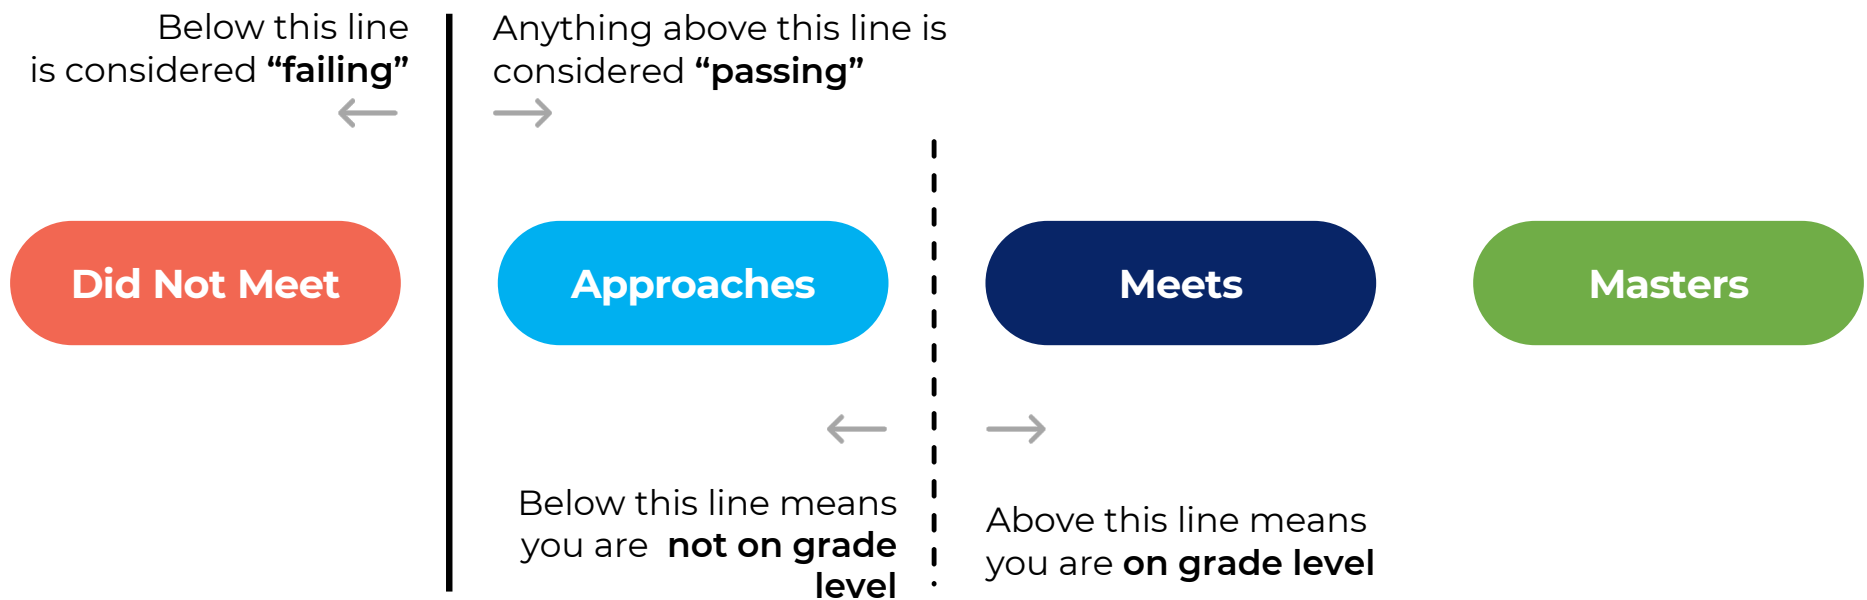 Below this line
is considered “failing”
Anything above this line is
considered “passing”
Did Not Meet
Approaches
Meets
Masters
Below this line means
you are not on grade
level
Above this line means
you are on grade level